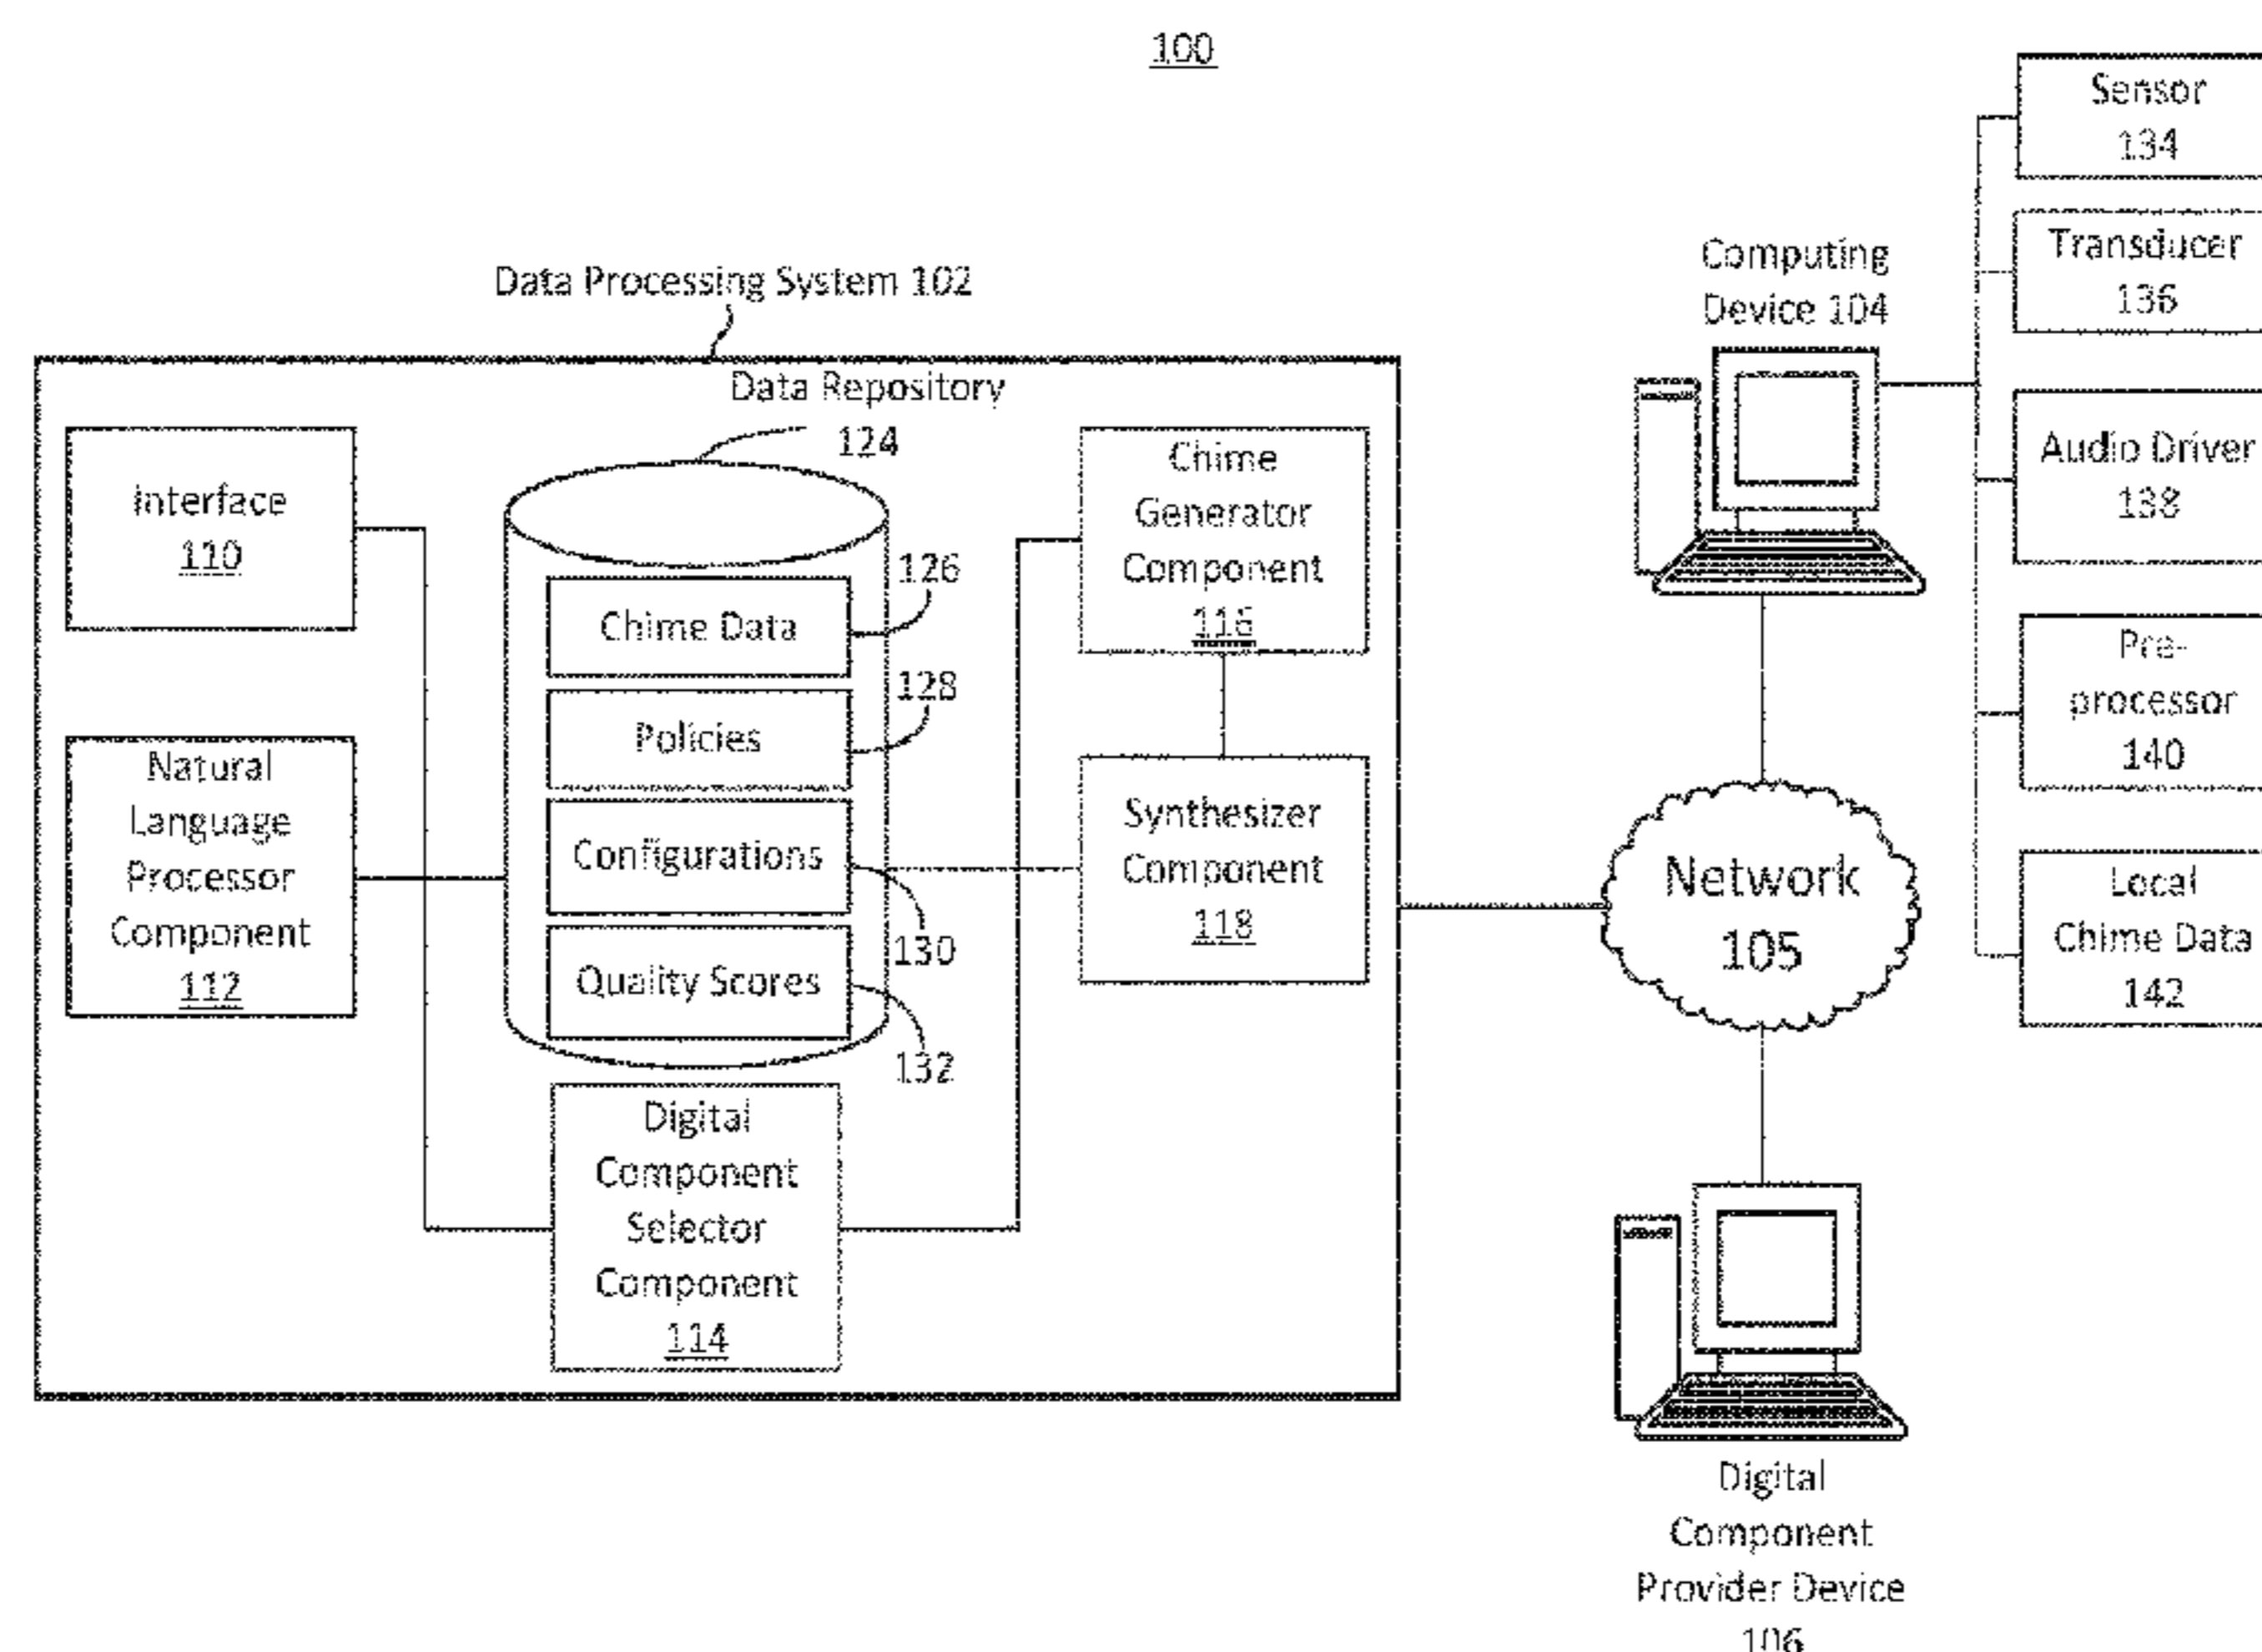 100
Data Processing System 102
Data Repository
124
Interface
110
Natural
Language
Processor
Component
112
Chime Data
126
Policies
128
Configurations
130
Quality Scores
132
Digital
Component
Selector
Component
114
Chime
Generator
Component
116
Synthesizer
Component
118
Computing
Device 104
Network
105
Digital
Component
Provider Device
106
Sensor
134
Transducer
136
Audio Driver
138
Pre-
processor
140
Local
Chime Data
142